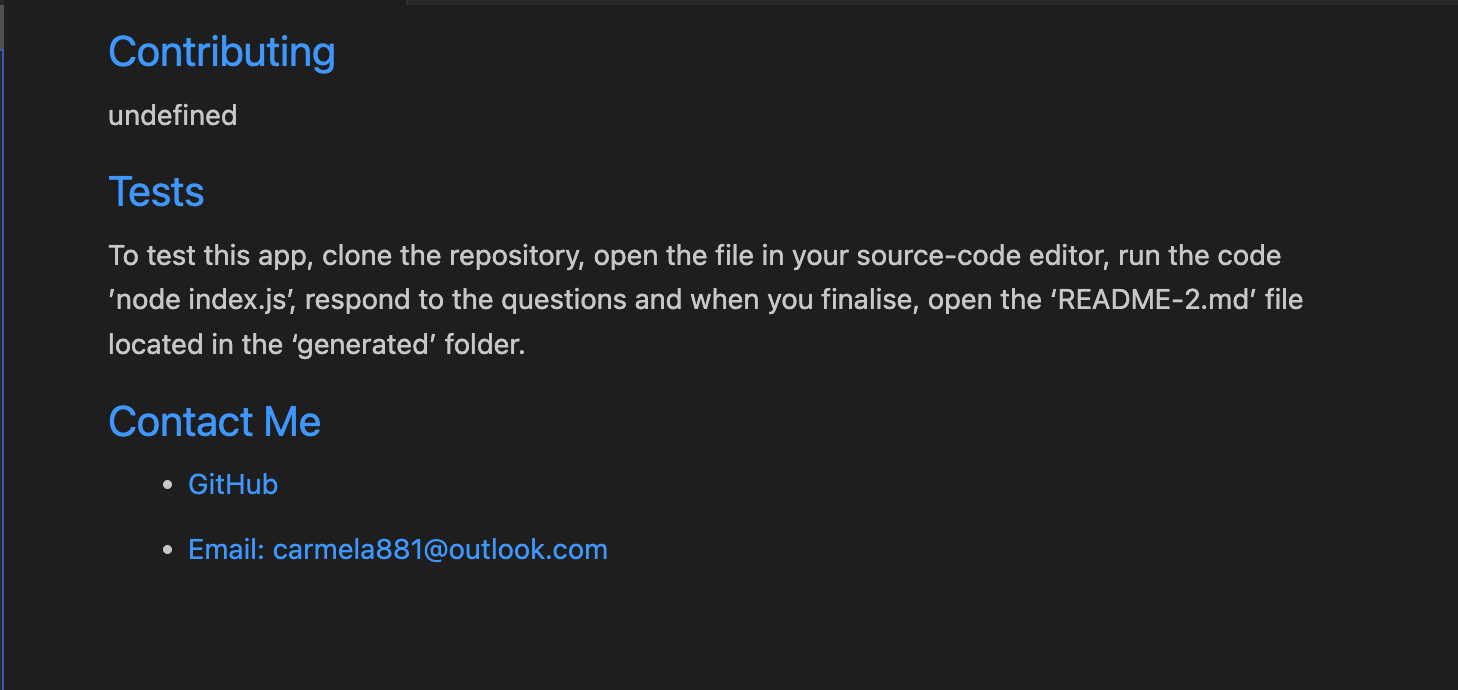 Contributing
undefined
Tests
To test this app, clone the repository, open the file in your source-code editor, run the code
’node index.js’, respond to the questions and when you finalise, open the ‘README-2.md’ file
located in the ‘generated’ folder.
Contact Me
GitHub
Email: carmela881@outlook.com